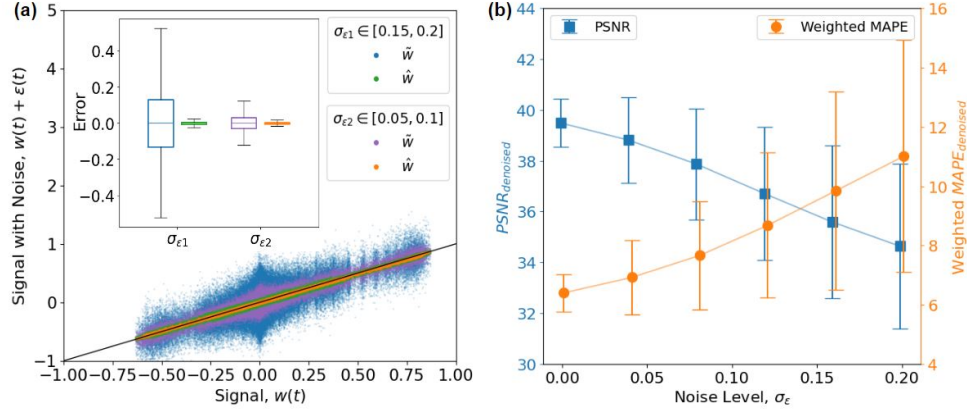 (a)
Signal with Noise, w(t) + ε(t)
5
4
3
2
1
0
−1
−1.00
−0.75
−0.50
−0.25
0.00
0.25
0.50
0.75
1.00
Signal, w(t)
Error
0.4
0.2
0.0
−0.2
−0.4
σε1
σε2
σε1 ∈ [0.15, 0.2]
w̃
ŵ
σε2 ∈ [0.05, 0.1]
w̃
ŵ
(b)
PSNR
Weighted MAPE
PSNRdenoised
44
42
40
38
36
34
32
30
0.00
0.05
0.10
0.15
0.20
Noise Level, σε
16
14
12
10
8
6
4
Weighted MAPEdenoised